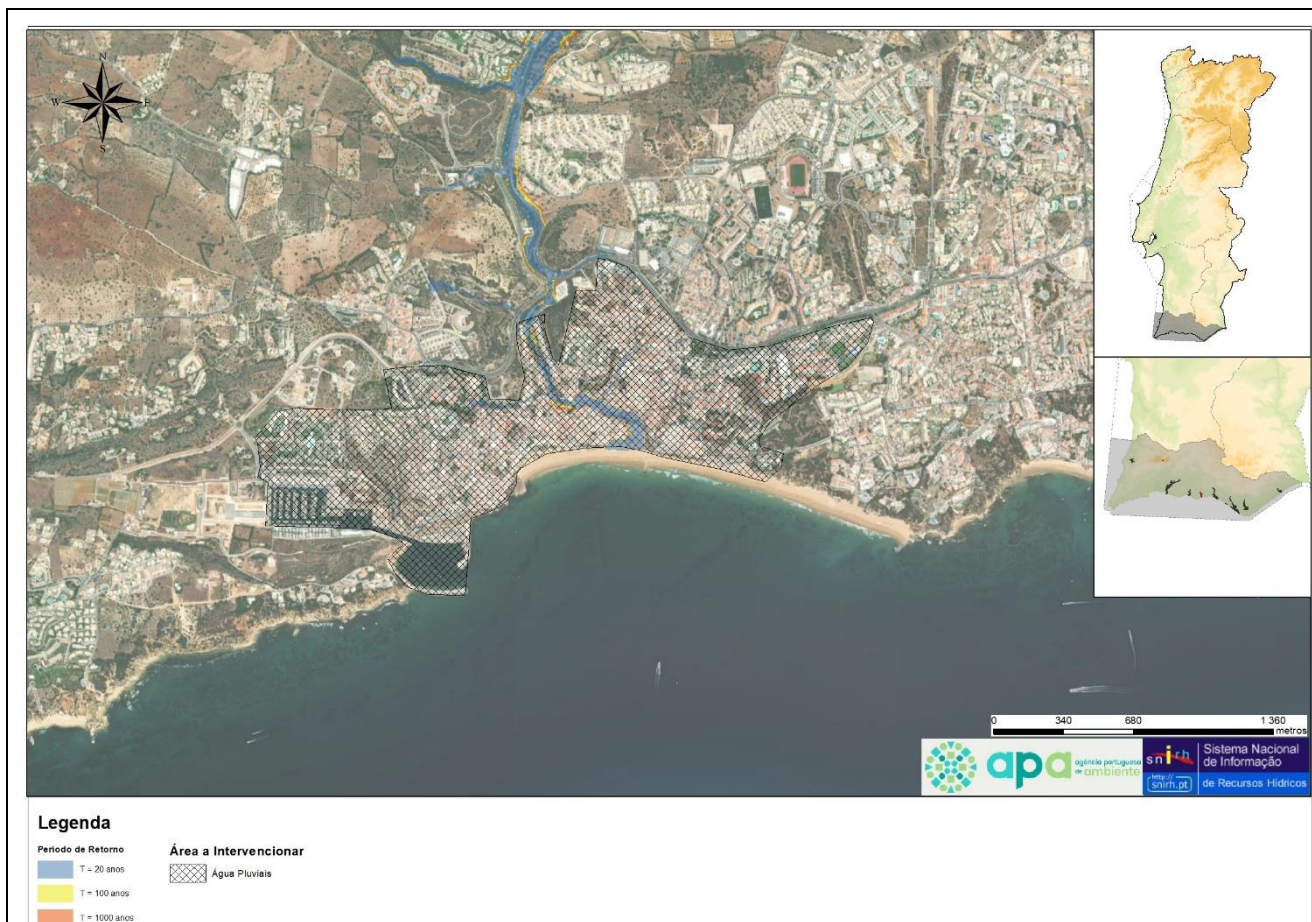 N
W
E
S
0 340 680 1 360
metros
apa
agência portuguesa
de ambiente
snirh
http://
snirh.pt
Sistema Nacional
de Informação
de Recursos Hídricos
Legenda
Período de Retorno
T = 20 anos
T = 100 anos
T = 1000 anos
Área a Intervencionar
Água Pluviais